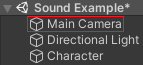 Sound Example*
Main Camera
Directional Light
Character